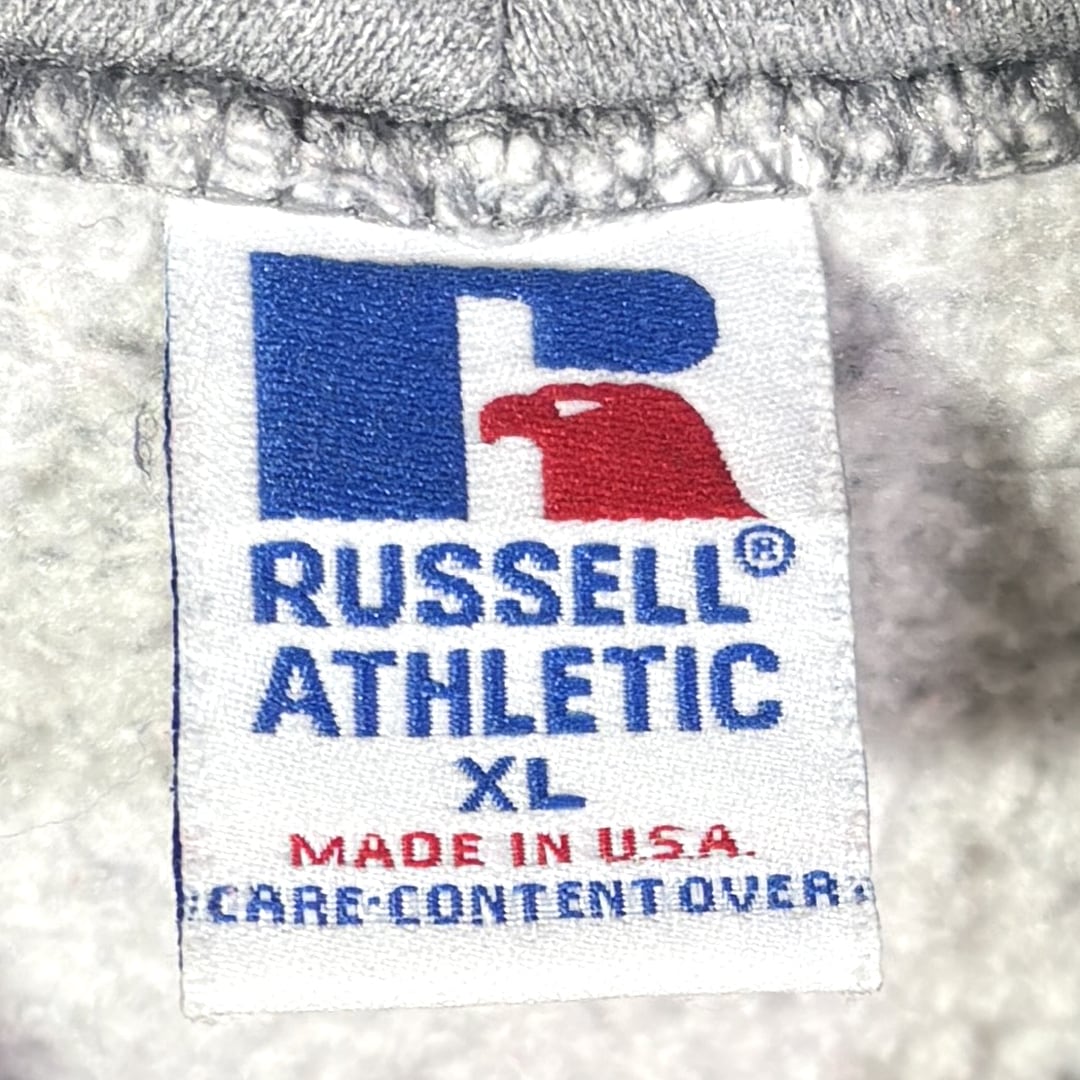 RUSSELL®
ATHLETIC
XL
MADE IN U.S.A.
CARE·CONTENT OVER